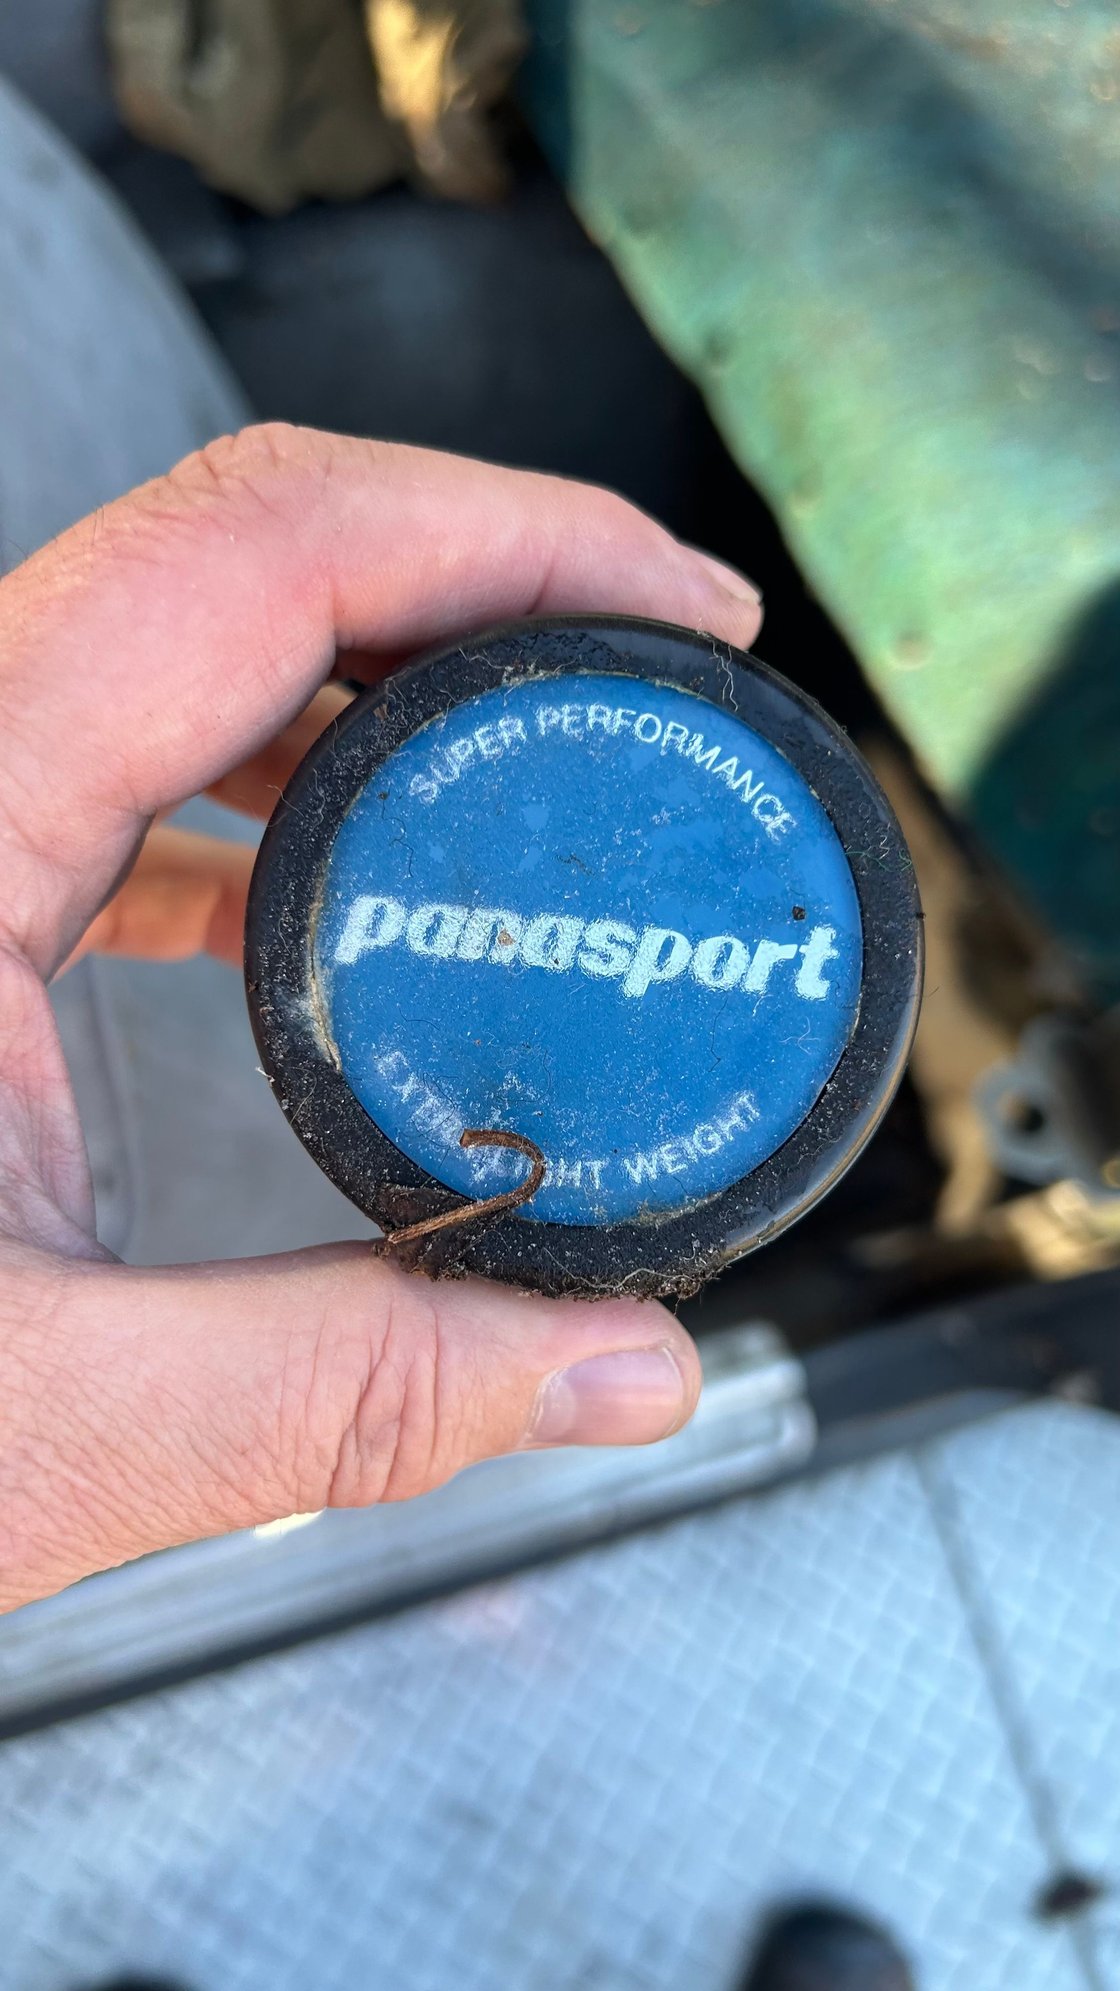 SUPER PERFORMANCE
panasport
WEIGHT